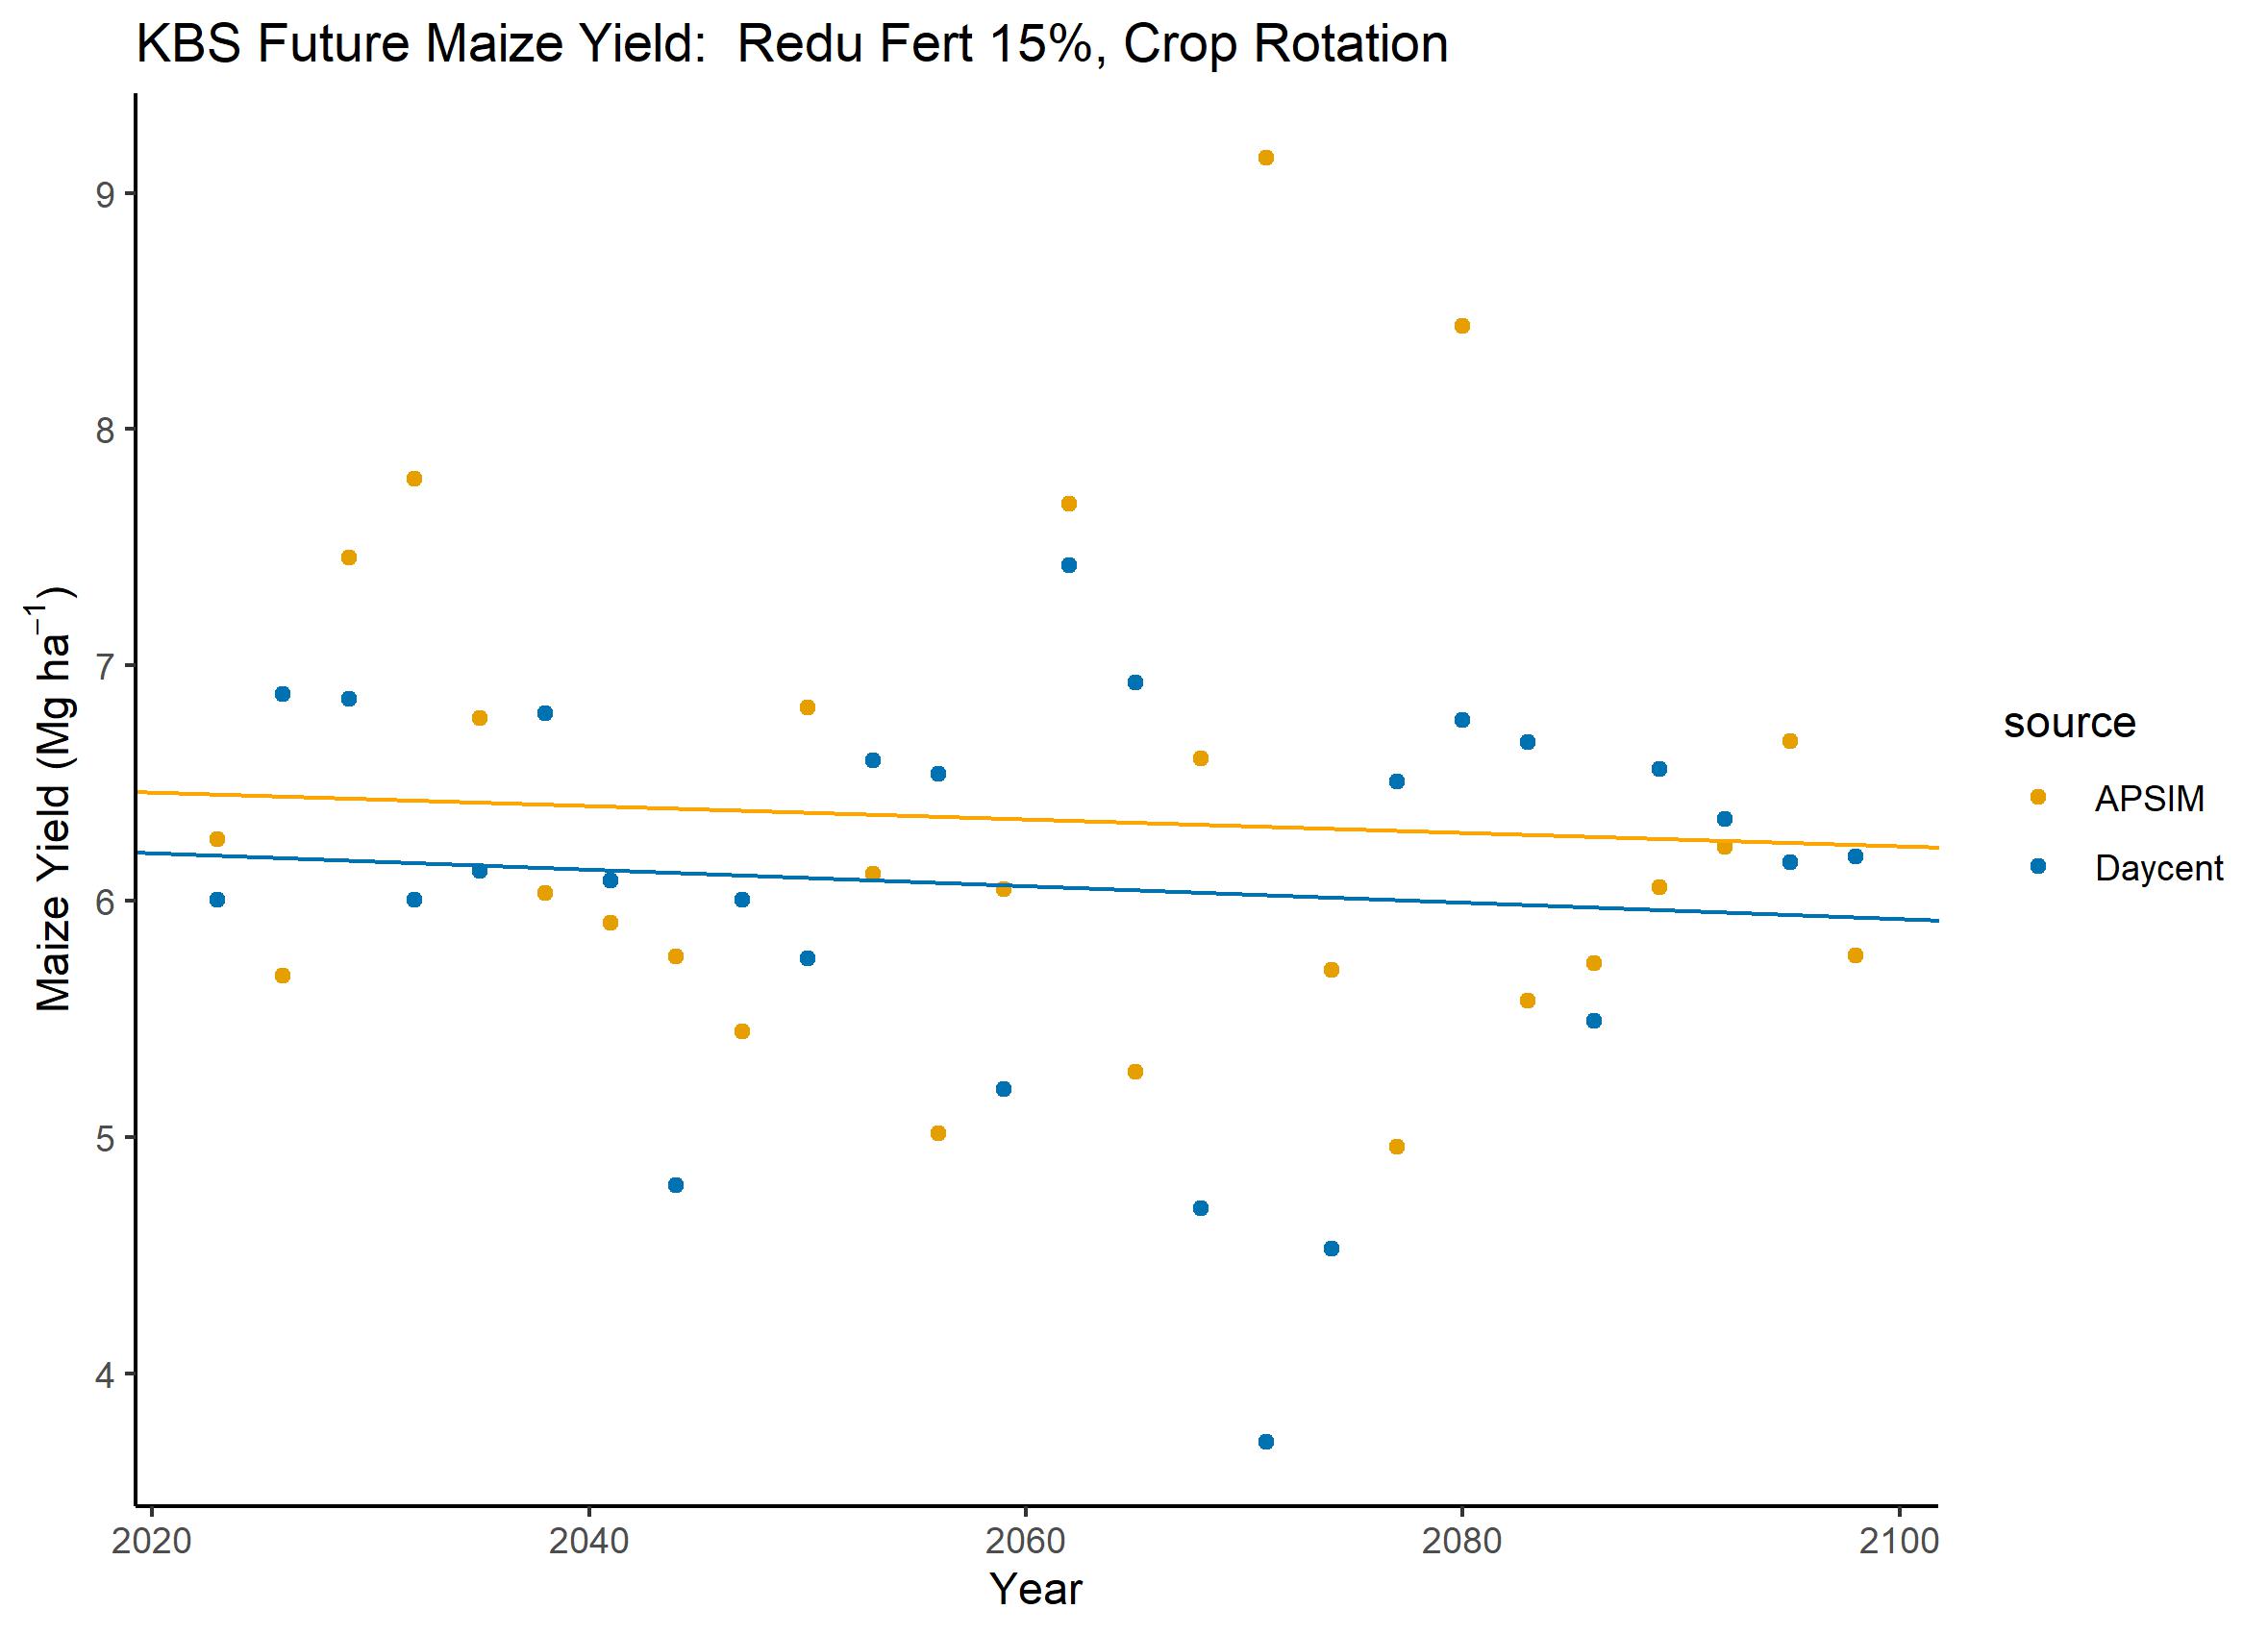 KBS Future Maize Yield:  Redu Fert 15%, Crop Rotation
Maize Yield (Mg ha⁻¹)
9
8
7
6
5
4
2020 2040 2060 2080 2100
Year
source
APSIM
Daycent